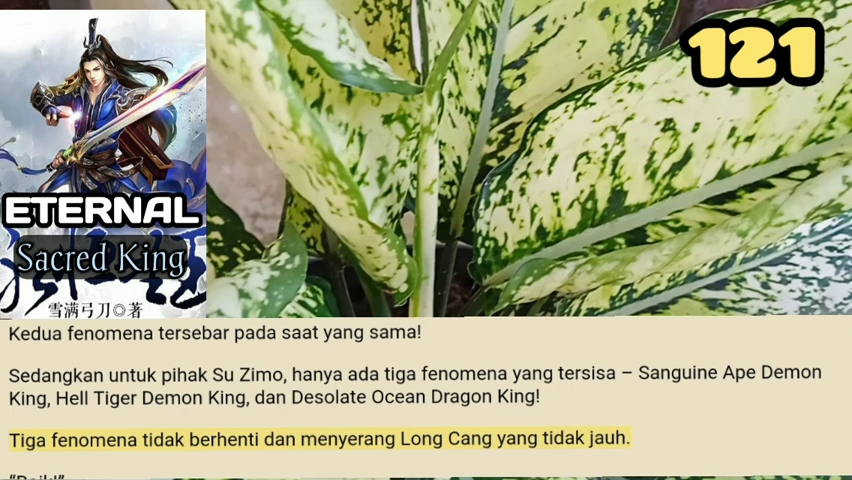 121
ETERNAL
Sacred King
雪满弓刀◎著
Kedua fenomena tersebar pada saat yang sama!
Sedangkan untuk pihak Su Zimo, hanya ada tiga fenomena yang tersisa – Sanguine Ape Demon
King, Hell Tiger Demon King, dan Desolate Ocean Dragon King!
Tiga fenomena tidak berhenti dan menyerang Long Cang yang tidak jauh.